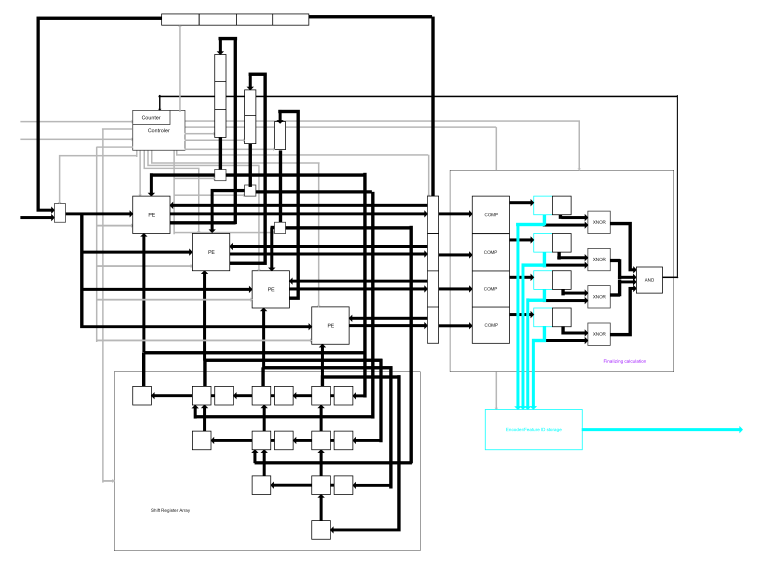 Counter
Controler
PE
PE
PE
PE
COMP
COMP
COMP
COMP
XNOR
XNOR
XNOR
XNOR
AND
Finalizing calculation
Shift Register Array